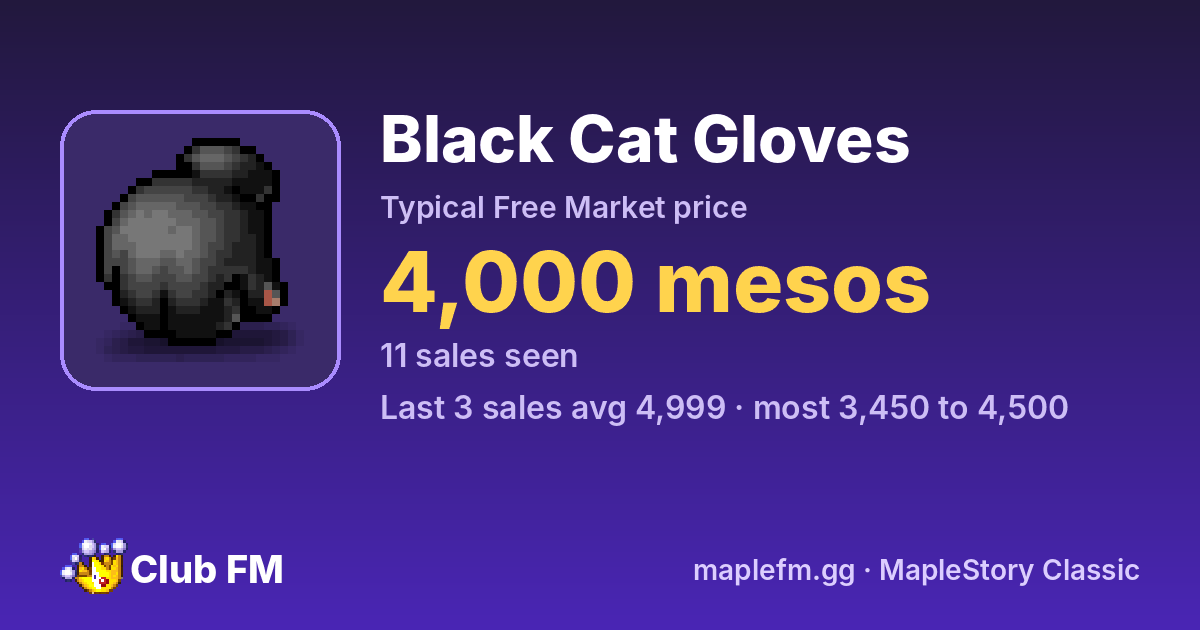 Black Cat Gloves
Typical Free Market price
4,000 mesos
11 sales seen
Last 3 sales avg 4,999 · most 3,450 to 4,500
Club FM
maplefm.gg · MapleStory Classic